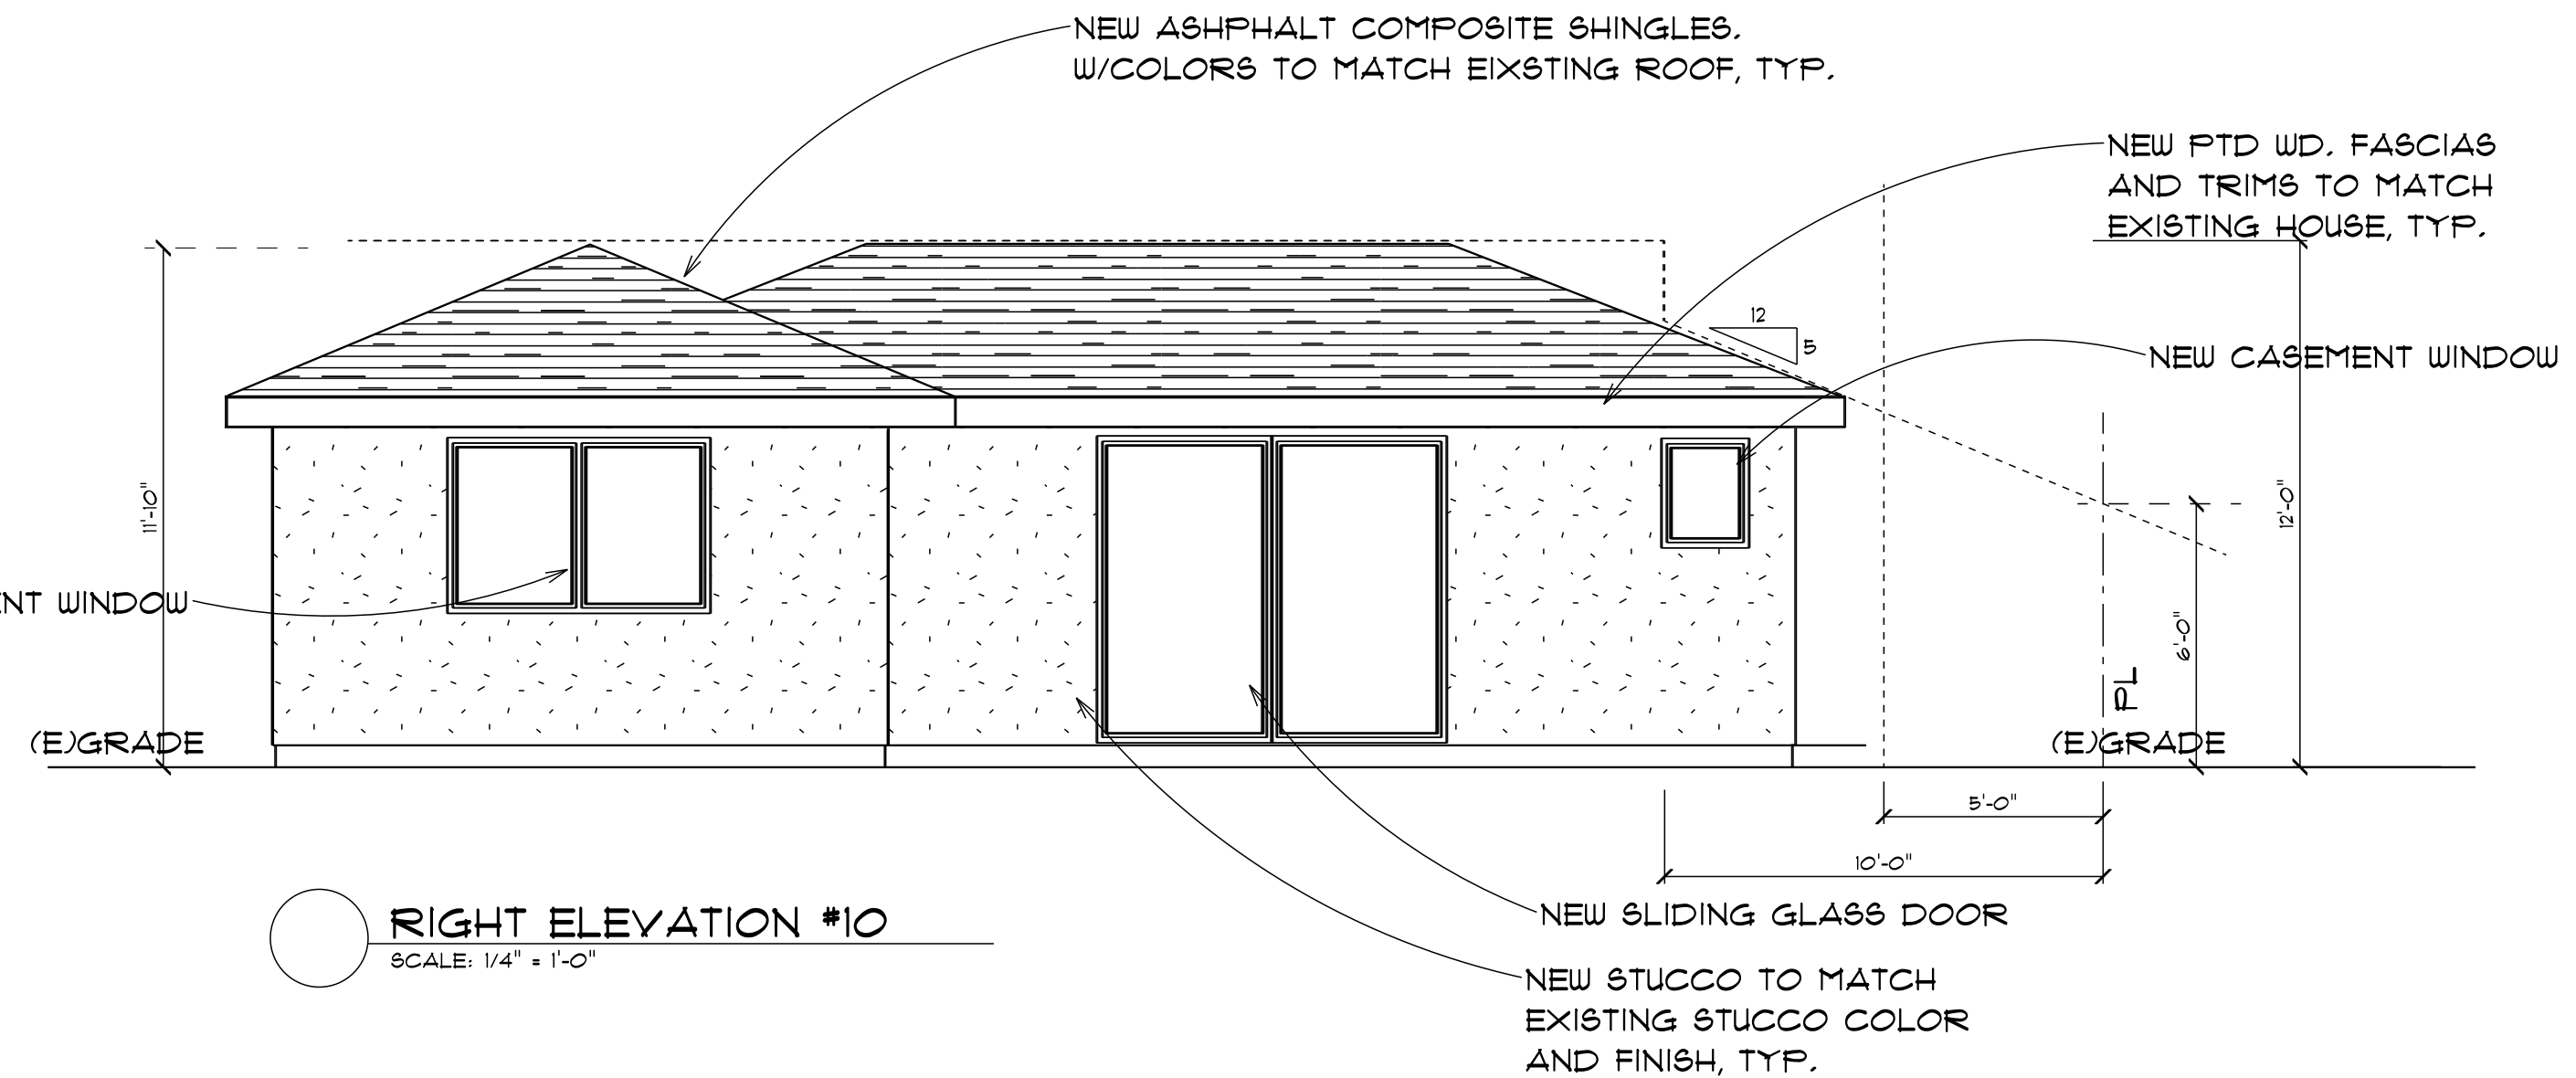 NEW ASHPHALT COMPOSITE SHINGLES.
W/COLORS TO MATCH EIXSTING ROOF, TYP.
NEW PTD WD. FASCIAS
AND TRIMS TO MATCH
EXISTING HOUSE, TYP.
12
5
NEW CASEMENT WINDOW
11'-10"
12'-0"
WINDOW
6'-0"
PL
(E)GRADE
(E)GRADE
5'-0"
10'-0"
RIGHT ELEVATION #10
SCALE: 1/4" = 1'-0"
NEW SLIDING GLASS DOOR
NEW STUCCO TO MATCH
EXISTING STUCCO COLOR
AND FINISH, TYP.